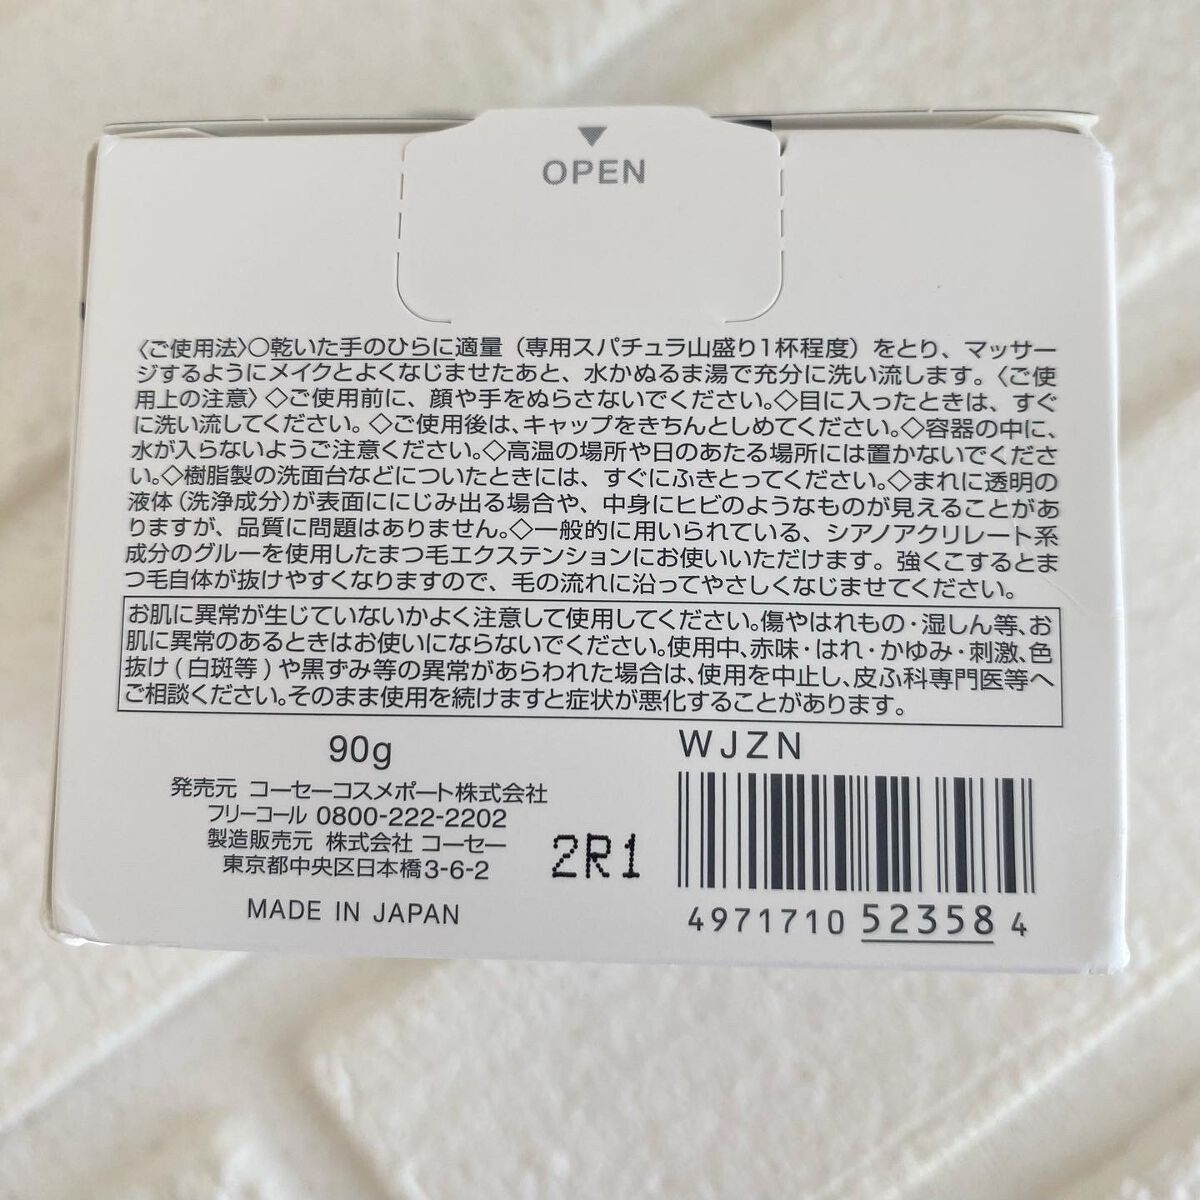 ▼
OPEN
〈ご使用法〉○乾いた手のひらに適量（専用スパチュラ山盛り1杯程度）をとり、マッサー
ジするようにメイクとよくなじませたあと、水かぬるま湯で充分に洗い流します。〈ご使
用上の注意〉◇ご使用前に、顔や手をぬらさないでください。◇目に入ったときは、すぐ
に洗い流してください。◇ご使用後は、キャップをきちんとしめてください。◇容器の中に、
水が入らないようご注意ください。◇高温の場所や日のあたる場所には置かないでくださ
い。◇樹脂製の洗面台などについたときには、すぐにふきとってください。◇まれに透明の
液体（洗浄成分）が表面ににじみ出る場合や、中身にヒビのようなものが見えることがあ
りますが、品質に問題はありません。◇一般的に用いられている、シアノアクリレート系
成分のグルーを使用したまつ毛エクステンションにお使いいただけます。強くこするとま
つ毛自体が抜けやすくなりますので、毛の流れに沿ってやさしくなじませてください。
お肌に異常が生じていないかよく注意して使用してください。傷やはれもの・湿しん等、お
肌に異常のあるときはお使いにならないでください。使用中、赤味・はれ・かゆみ・刺激、色
抜け（白斑等）や黒ずみ等の異常があらわれた場合は、使用を中止し、皮ふ科専門医等へ
ご相談ください。そのまま使用を続けますと症状が悪化することがあります。
90g
発売元 コーセーコスメポート株式会社
フリーコール 0800-222-2202
製造販売元 株式会社 コーセー
東京都中央区日本橋3-6-2
MADE IN JAPAN
2R1
WJZN
4971710 52358 4